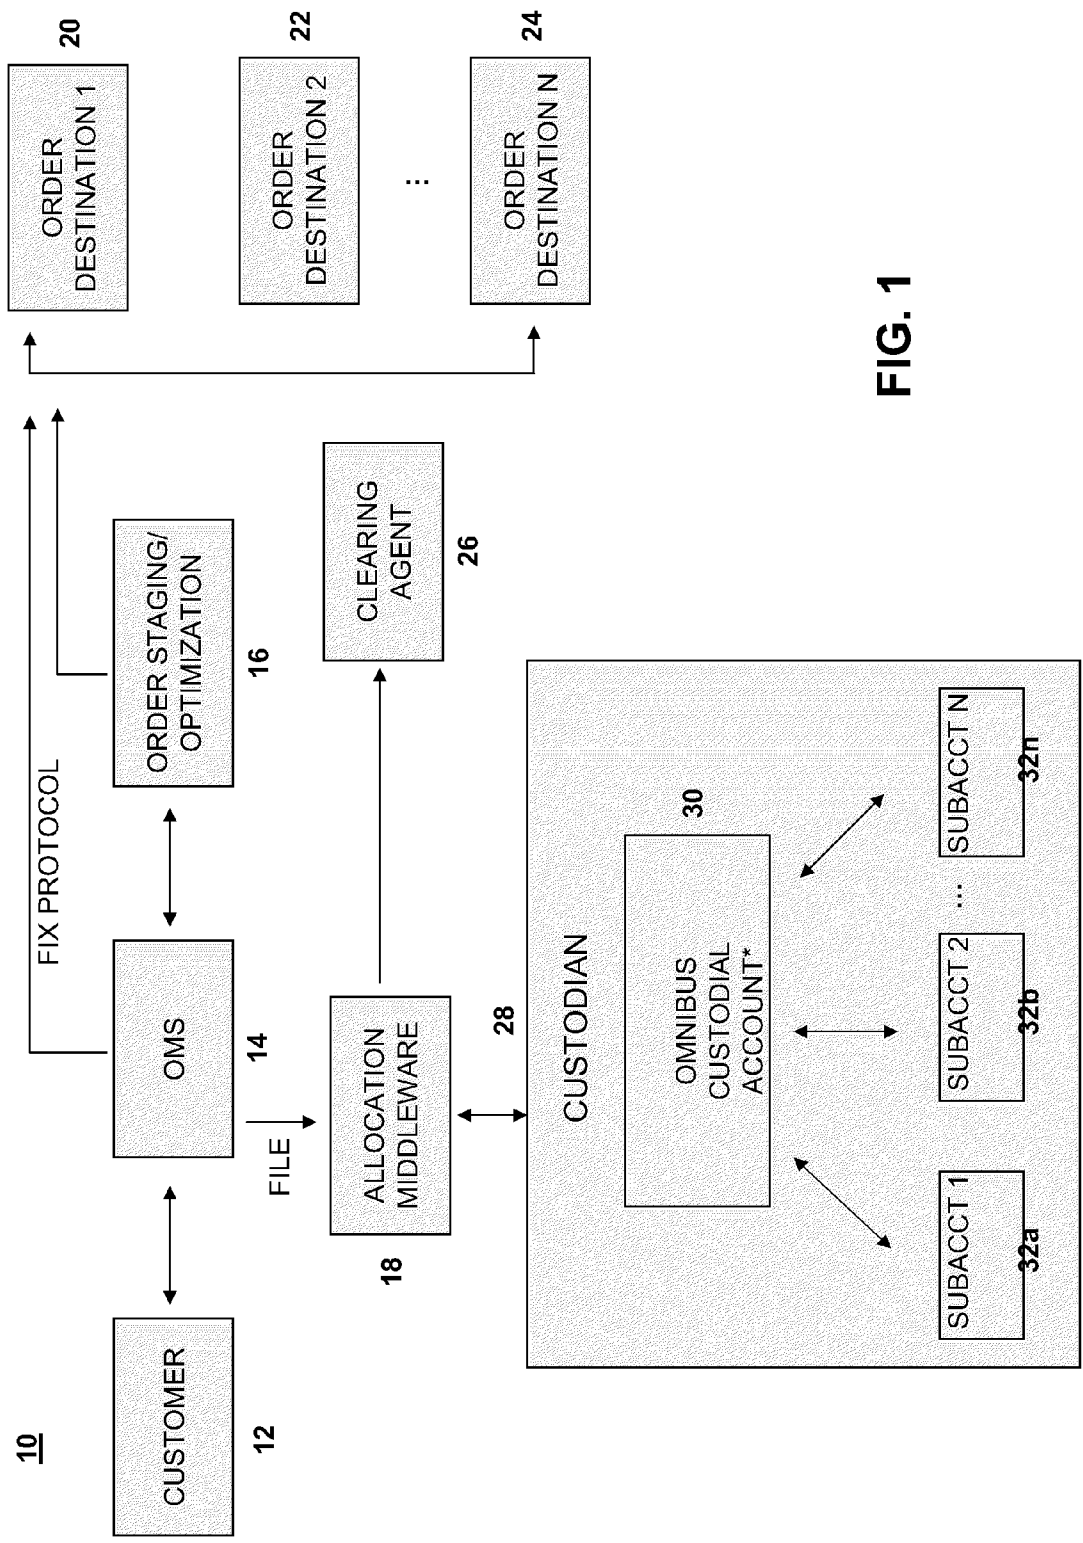 10
CUSTOMER
12
OMS
14
FIX PROTOCOL
ORDER STAGING/
OPTIMIZATION
16
ORDER
DESTINATION 1
20
ORDER
DESTINATION 2
22
...
ORDER
DESTINATION N
24
FILE
ALLOCATION
MIDDLEWARE
18
CLEARING
AGENT
26
28
CUSTODIAN
OMNIBUS
CUSTODIAL
ACCOUNT*
30
SUBACCT 1
32a
SUBACCT 2
32b
...
SUBACCT N
32n
FIG. 1